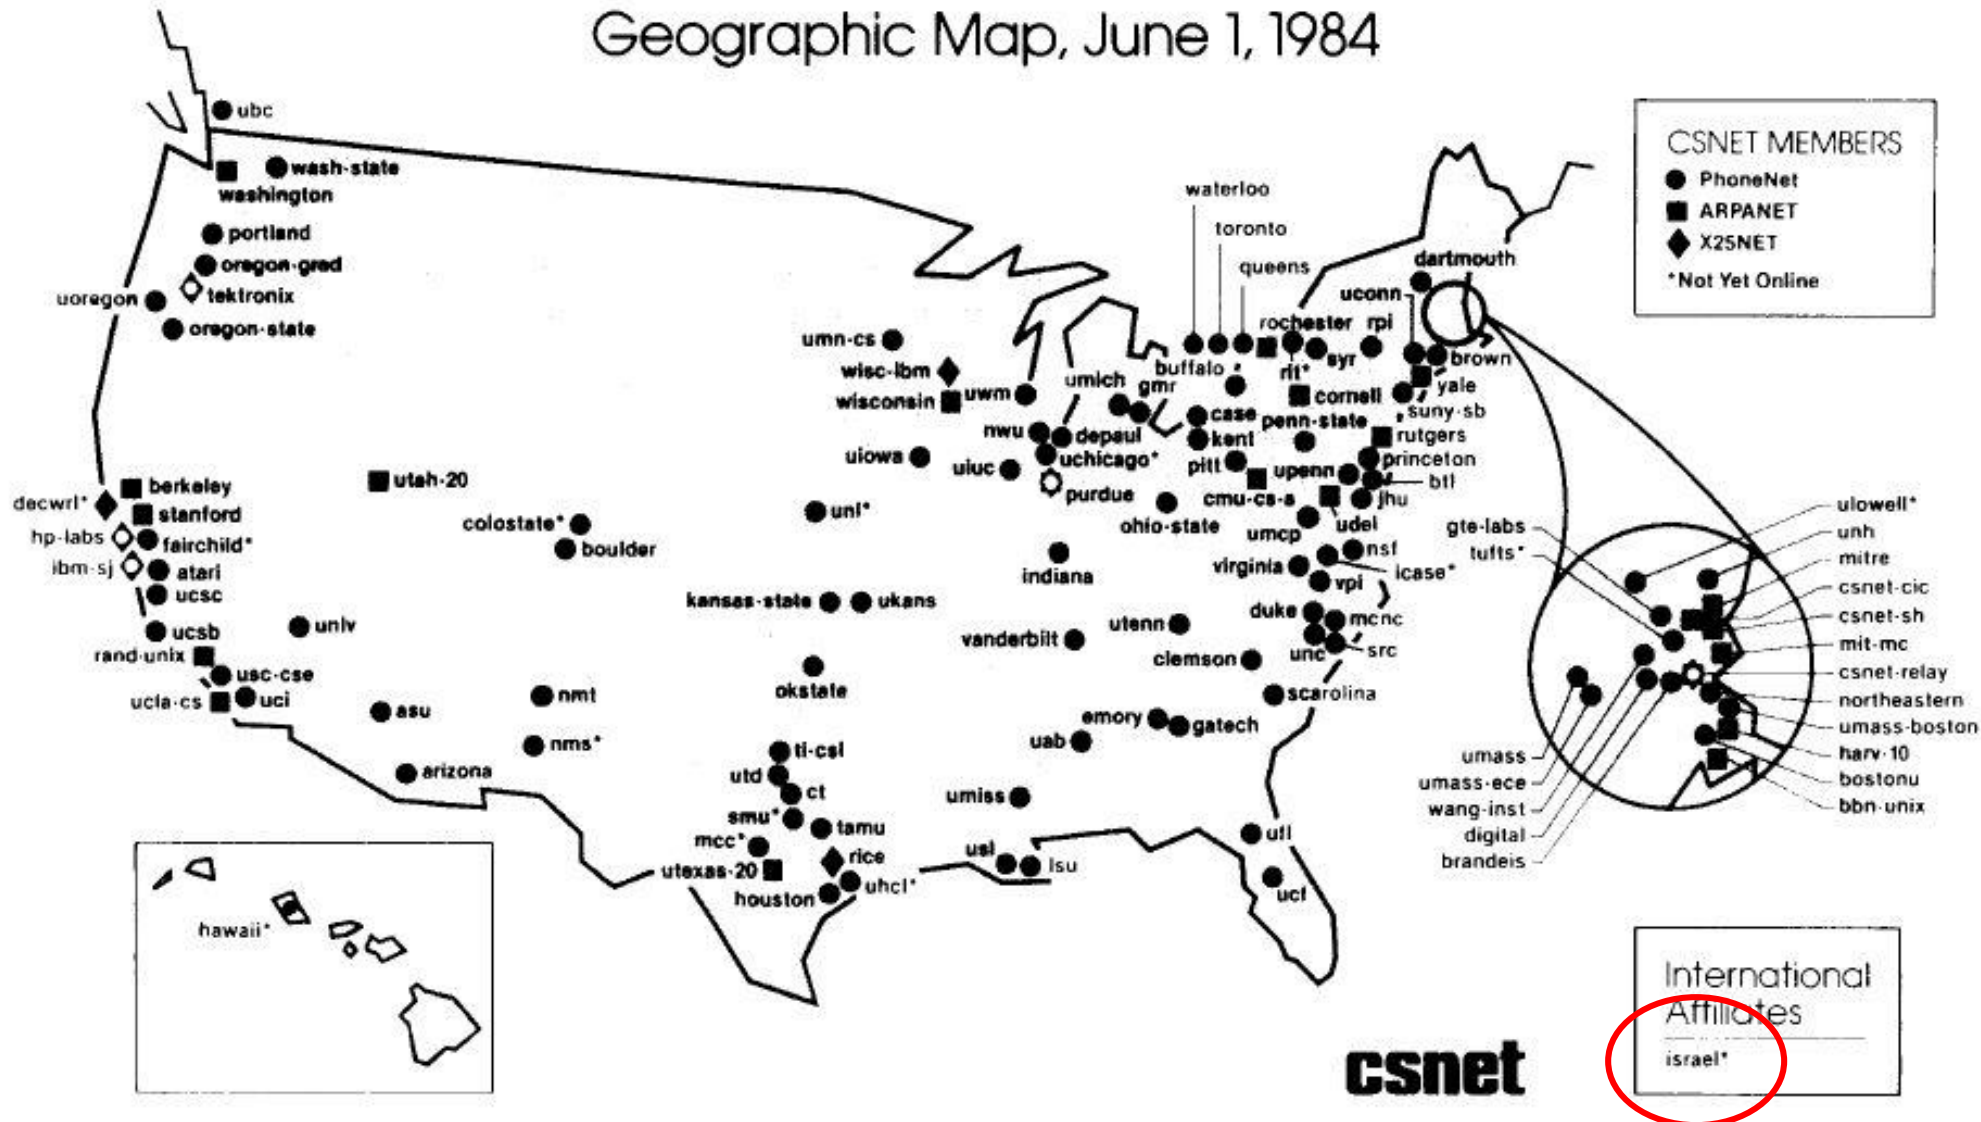 Geographic Map, June 1, 1984
ubc
wash-state
washington
portland
oregon-grad
tektronix
uoregon
oregon-state
berkeley
decwrl*
stanford
hp-labs
fairchild*
ibm-sj
atari
ucsc
ucsb
rand-unix
usc-cse
ucla-cs
uci
utah-20
univ
asu
arizona
colostate*
boulder
nmt
nms*
umn-cs
wisc-ibm
wisconsin
uwm
uiowa
uiuc
nwu
depaul
uchicago*
purdue
unl*
indiana
kansas-state
ukans
vanderbilt
utenn
clemson
okstate
ti-csl
utd
ct
smu*
tamu
mcc*
rice
utexas-20
uhcl*
houston
umiss
usl
lsu
uab
emory
gatech
scarolina
ufl
ucf
waterloo
toronto
queens
dartmouth
uconn
rochester
rpi
buffalo
rit*
syr
brown
umich
gmr
cornell
yale
suny-sb
case
penn-state
rutgers
kent
pitt
upenn
princeton
btl
cmu-cs-a
jhu
ohio-state
udel
umcp
nsf
virginia
icase*
vpi
duke
mcnc
unc
src
CSNET MEMBERS
PhoneNet
ARPANET
X25NET
*Not Yet Online
gte-labs
tufts*
ulowell*
unh
mitre
csnet-cic
csnet-sh
mit-mc
csnet-relay
northeastern
umass-boston
harv-10
bostonu
bbn-unix
umass
umass-ece
wang-inst
digital
brandeis
hawaii*
csnet
International
Affiliates
israel*